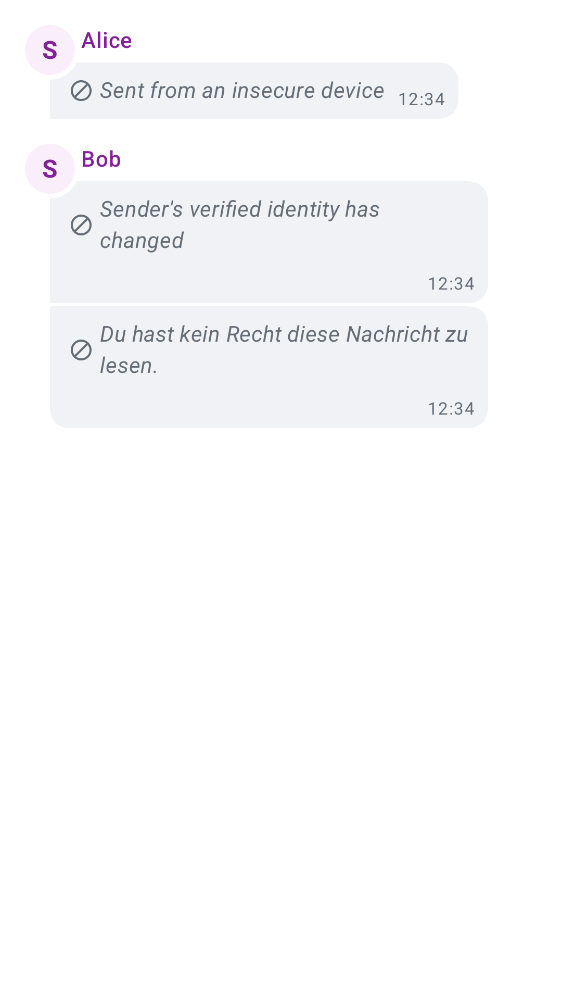 S
Alice
Sent from an insecure device 12:34
S
Bob
Sender's verified identity has
changed
12:34
Du hast kein Recht diese Nachricht zu
lesen.
12:34